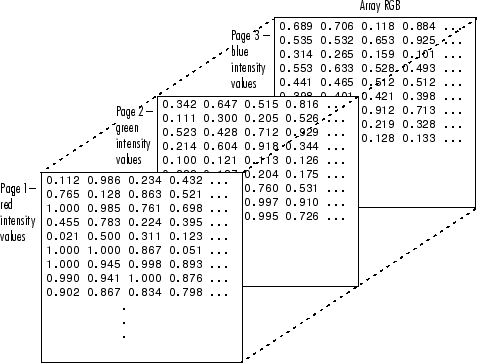 Array RGB
Page 3
blue
intensity
values
0.689 0.706 0.118 0.884 ...
0.535 0.532 0.653 0.925 ...
0.314 0.265 0.159 0.101 ...
0.553 0.633 0.528 0.493 ...
0.441 0.465 0.512 0.512 ...
0.398 0.401 0.421 0.398 ...
0.912 0.713 ...
0.219 0.328 ...
0.128 0.133 ...
Page 2
green
intensity
values
0.342 0.647 0.515 0.816 ...
0.111 0.300 0.205 0.526 ...
0.523 0.428 0.712 0.929 ...
0.214 0.604 0.918 0.344 ...
0.100 0.121 0.113 0.126 ...
0.204 0.175 ...
0.760 0.531 ...
0.997 0.910 ...
0.995 0.726 ...
Page 1
red
intensity
values
0.112 0.986 0.234 0.432 ...
0.765 0.128 0.863 0.521 ...
1.000 0.985 0.761 0.698 ...
0.455 0.783 0.224 0.395 ...
0.021 0.500 0.311 0.123 ...
1.000 1.000 0.867 0.051 ...
1.000 0.945 0.998 0.893 ...
0.990 0.941 1.000 0.876 ...
0.902 0.867 0.834 0.798 ...
.
.
.